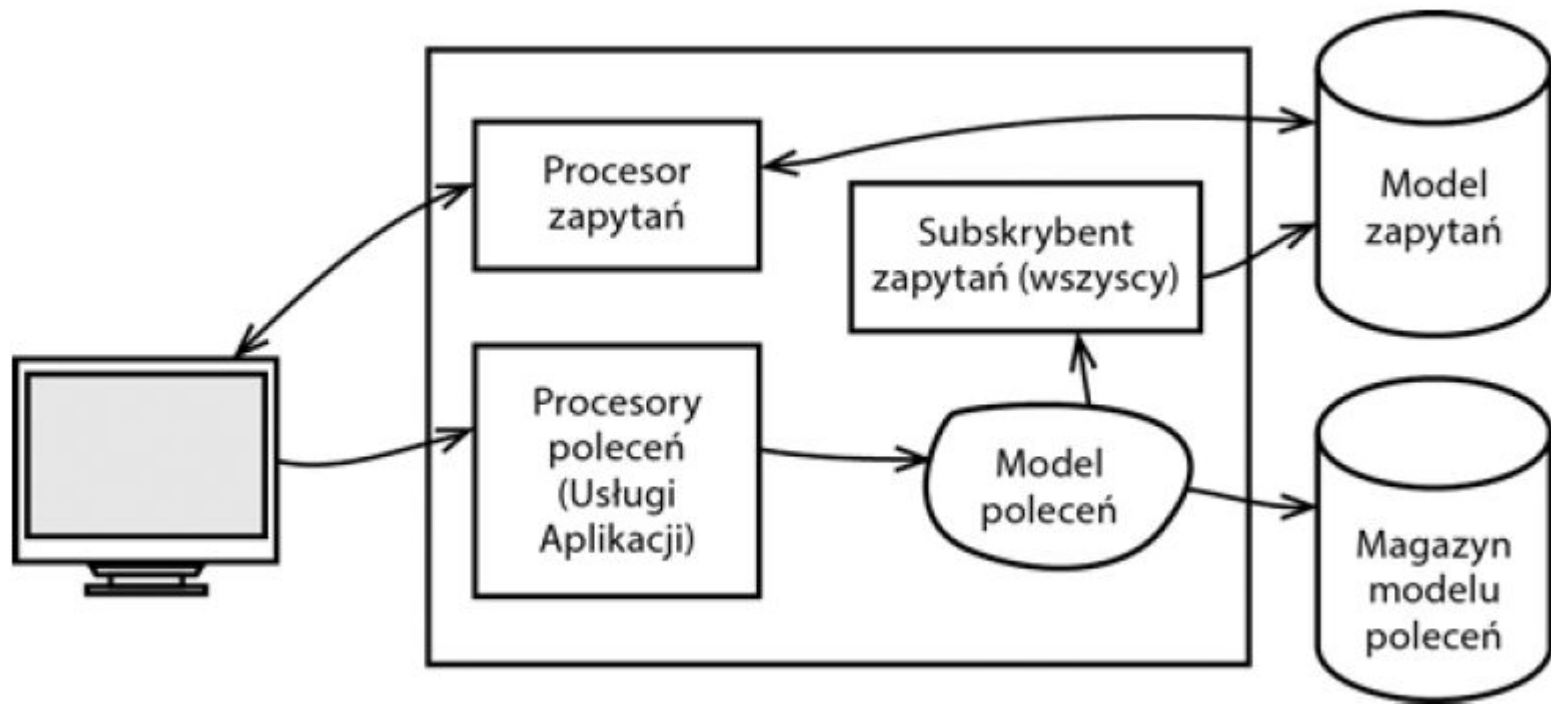 Procesor
zapytań
Subskrybent
zapytań (wszyscy)
Model
zapytań
Procesory
poleceń
(Usługi
Aplikacji)
Model
poleceń
Magazyn
modelu
poleceń